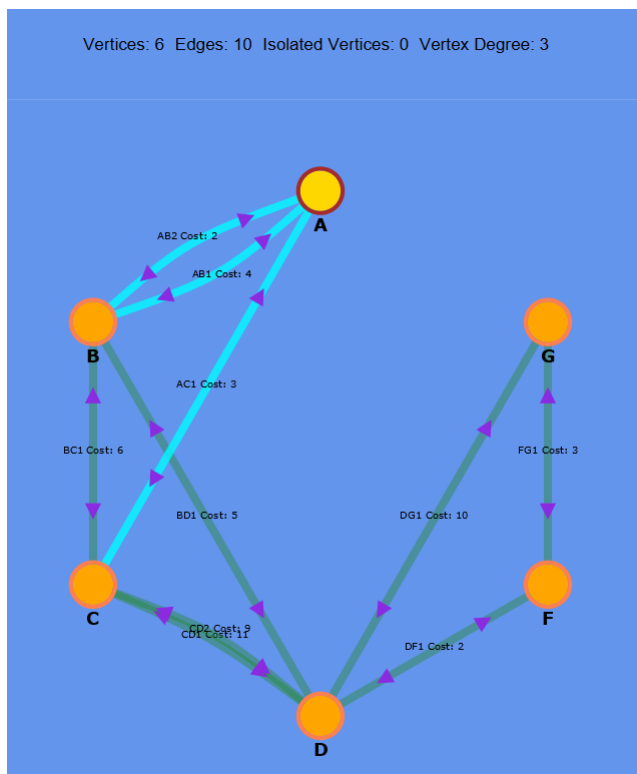 Vertices: 6 Edges: 10 Isolated Vertices: 0 Vertex Degree: 3
A
AB2 Cost: 2
AB1 Cost: 4
B
G
AC1 Cost: 3
BC1 Cost: 6
FG1 Cost: 3
BD1 Cost: 5
DG1 Cost: 10
C
F
CD2 Cost: 9
CD1 Cost: 11
DF1 Cost: 2
D